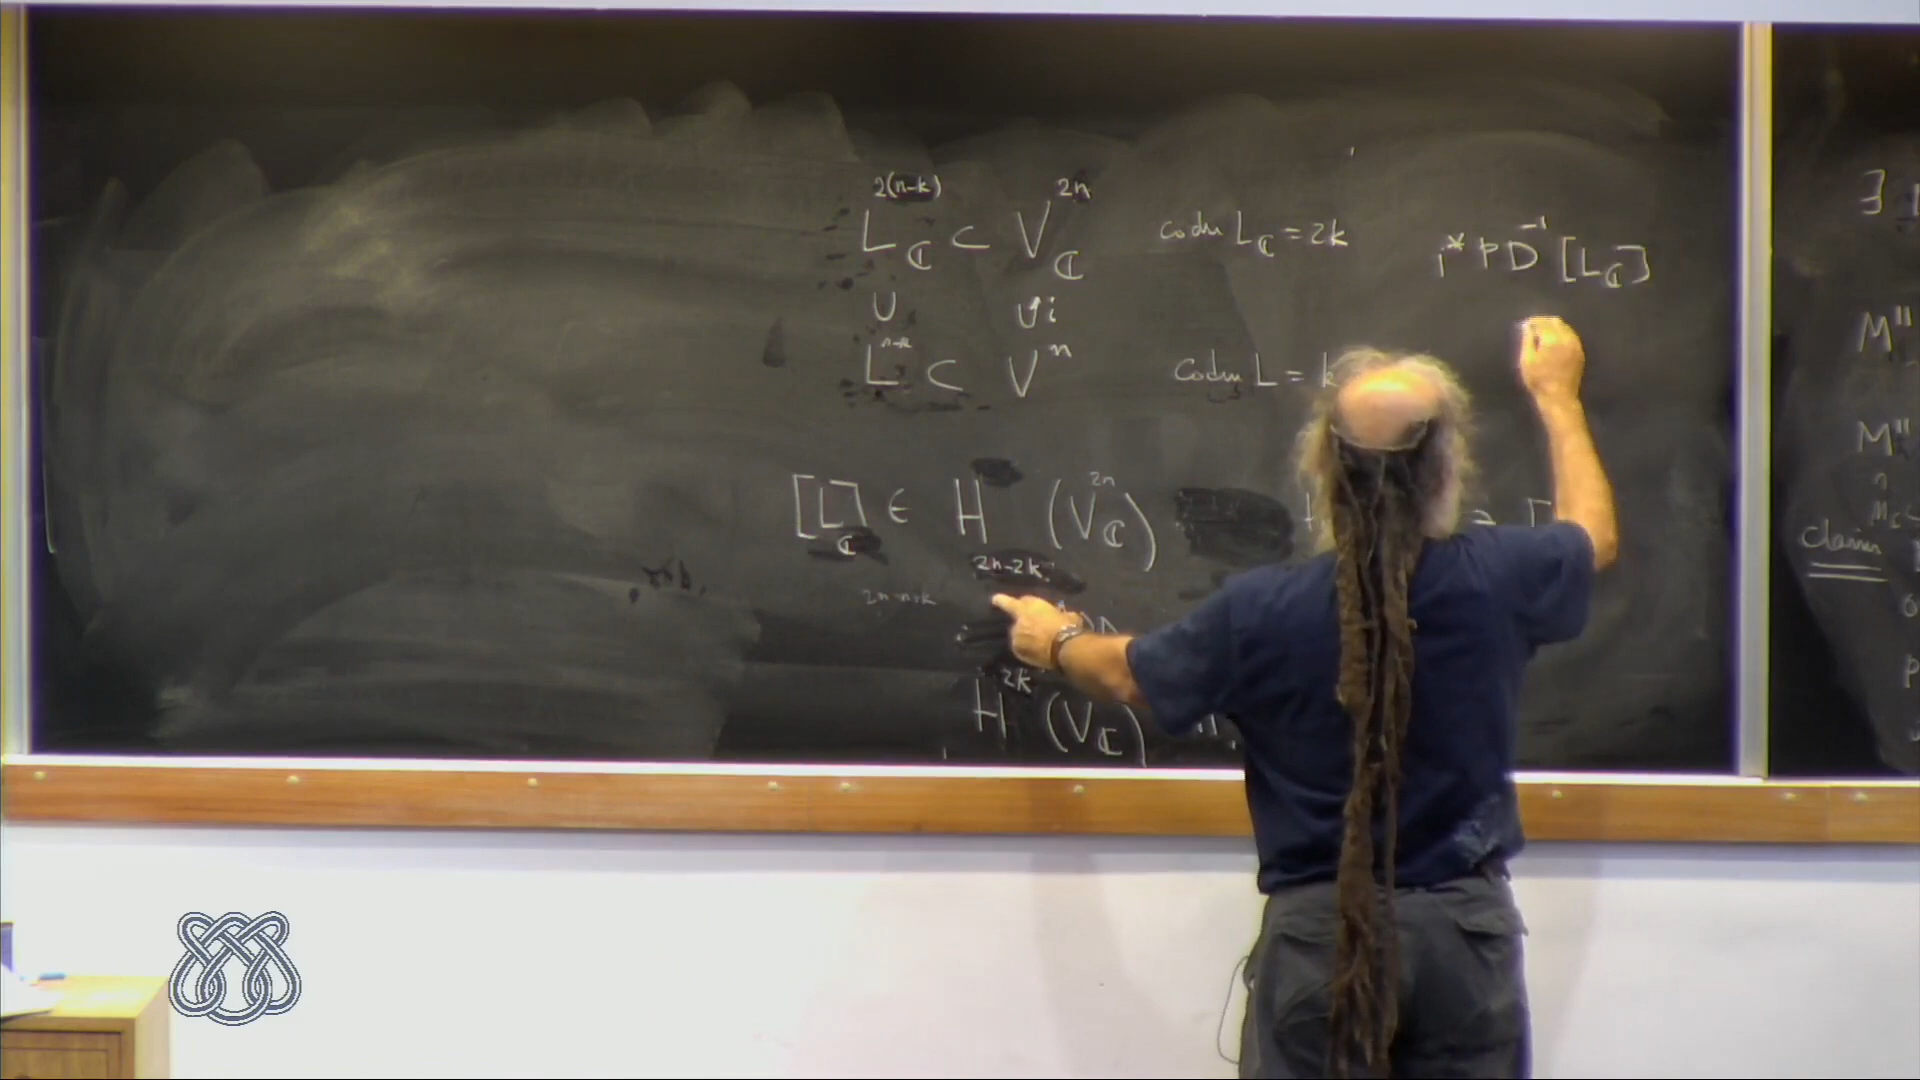 2(n-k) 2n
L_ℂ ⊂ V_ℂ codim L_ℂ = 2k i* PD⁻¹ [L_ℂ]
∪ ∪ i
L^{n-k} ⊂ V^n codim L = k
[L_ℂ] ∈ H_{2n-2k} (V_ℂ^{2n})
2n-n+k
H^{2k} (V_ℂ)
∃
M"
M"
n
Claim